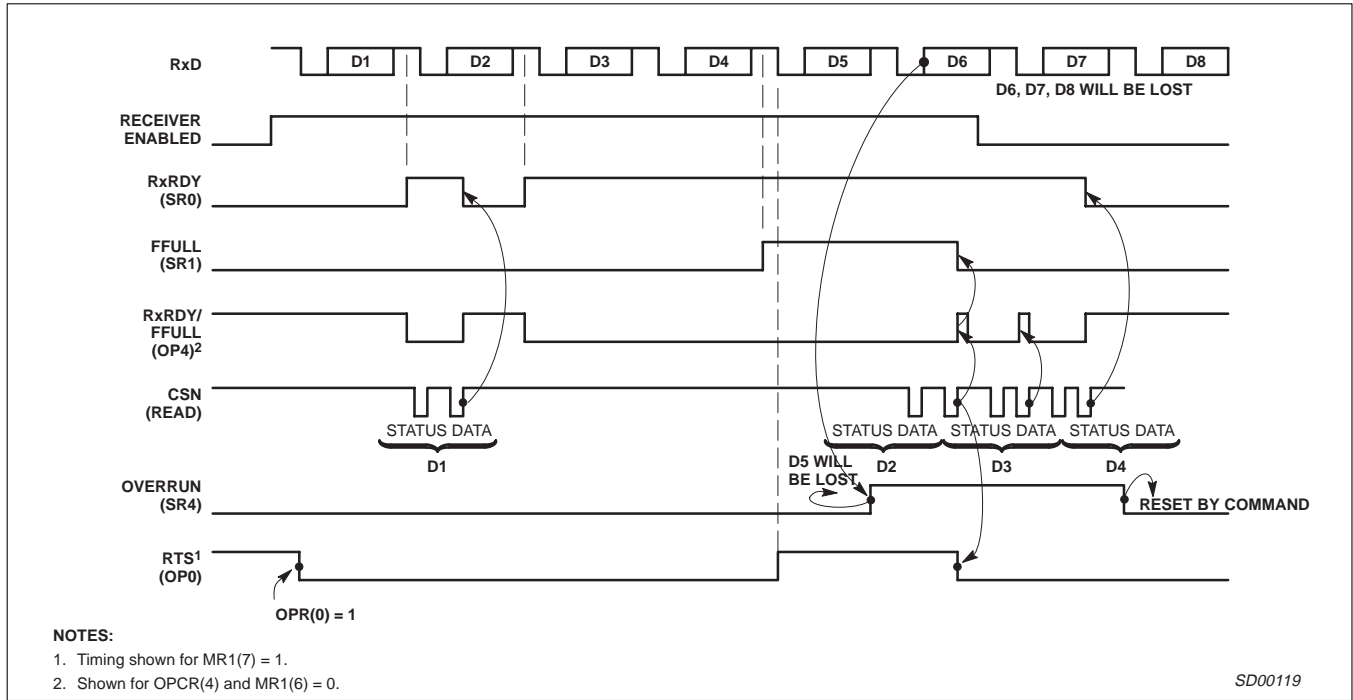 RxD
D1 D2 D3 D4 D5 D6 D7 D8
D6, D7, D8 WILL BE LOST
RECEIVER
ENABLED
RxRDY
(SR0)
FFULL
(SR1)
RxRDY/
FFULL
(OP4)2
CSN
(READ)
STATUS DATA STATUS DATA STATUS DATA STATUS DATA
D1 D2 D3 D4
D5 WILL
BE LOST
OVERRUN
(SR4)
RESET BY COMMAND
RTS1
(OP0)
OPR(0) = 1
NOTES:
1. Timing shown for MR1(7) = 1.
2. Shown for OPCR(4) and MR1(6) = 0.
SD00119